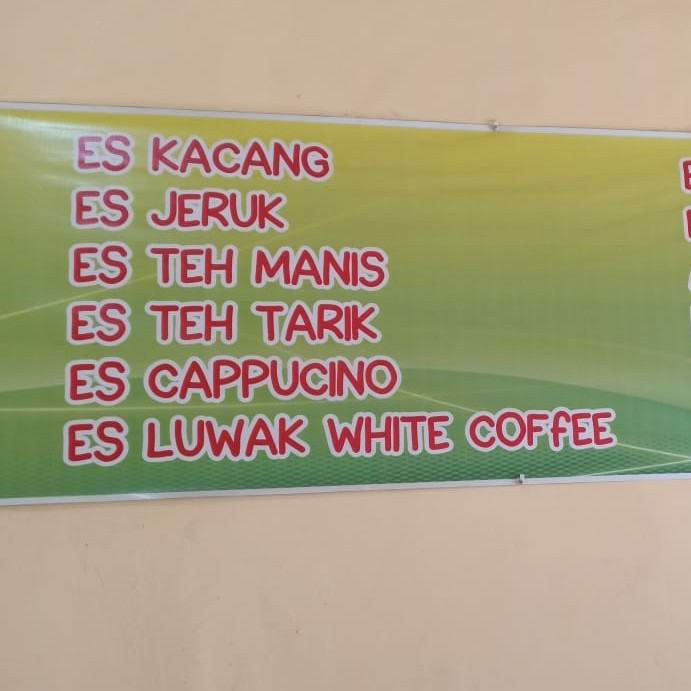 ES KACANG
ES JERUK
ES TEH MANIS
ES TEH TARIK
ES CAPPUCINO
ES LUWAK WHITE COFFEE